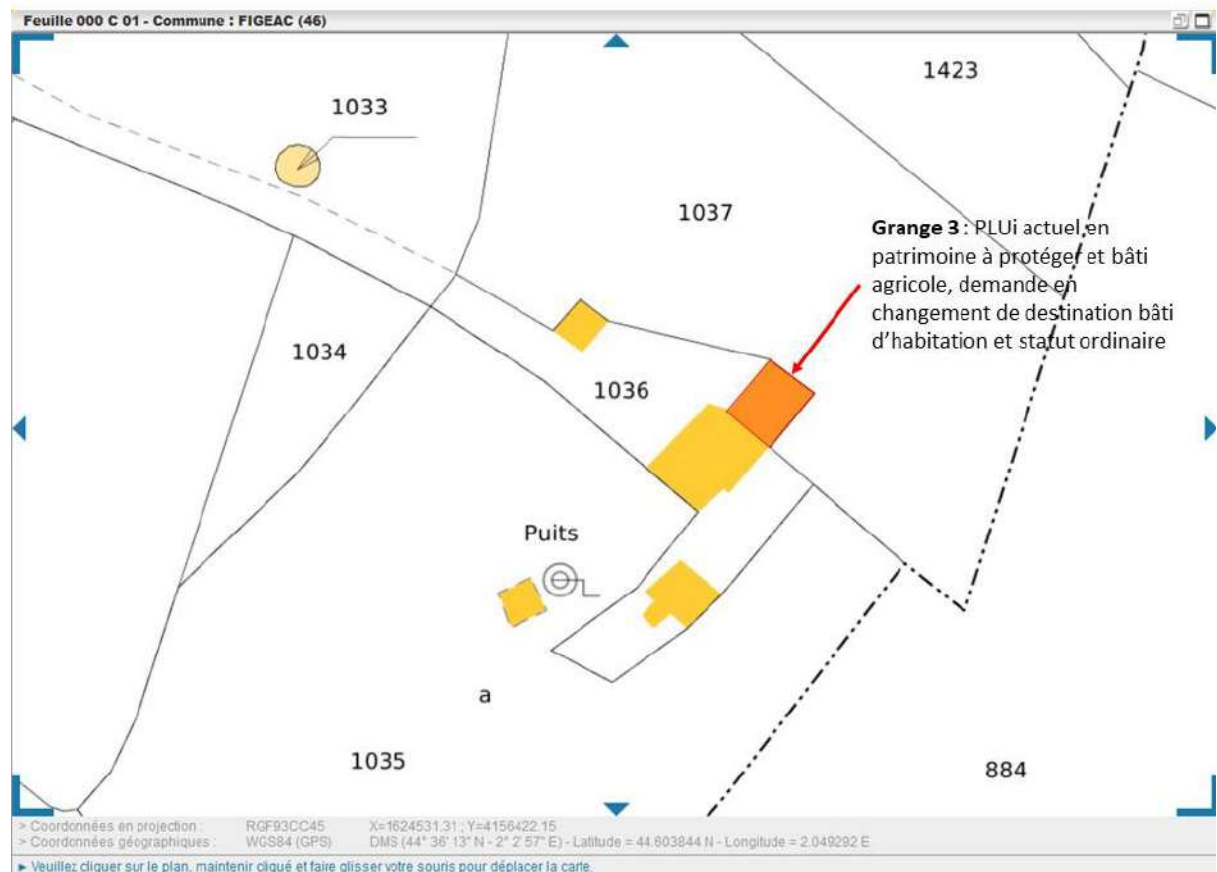 Feuille 000 C 01 - Commune : FIGEAC (46)
1423
1033
1037
Grange 3 : PLUi actuel en
patrimoine à protéger et bâti
agricole, demande en
changement de destination bâti
d'habitation et statut ordinaire
1034
1036
Puits
a
1035
884
> Coordonnées en projection : RGF93CC45 X=1624531.31 ; Y=4156422.15
> Coordonnées géographiques : WGS84 (GPS) DMS (44° 36' 13" N - 2° 2' 57" E) - Latitude = 44.603844 N - Longitude = 2.049292 E
► Veuillez cliquer sur le plan, maintenir cliqué et faire glisser votre souris pour déplacer la carte.